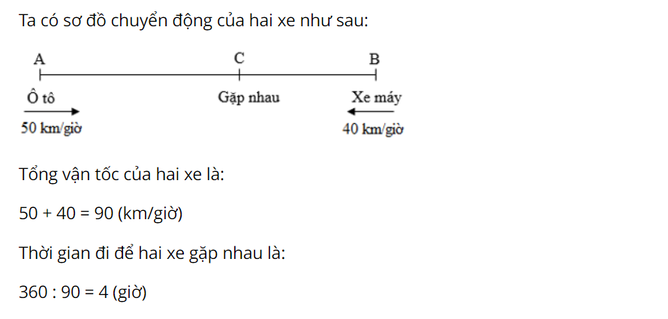 Ta có sơ đồ chuyển động của hai xe như sau:
A C B
Ô tô Gặp nhau Xe máy
50 km/giờ 40 km/giờ
Tổng vận tốc của hai xe là:
50 + 40 = 90 (km/giờ)
Thời gian đi để hai xe gặp nhau là:
360 : 90 = 4 (giờ)